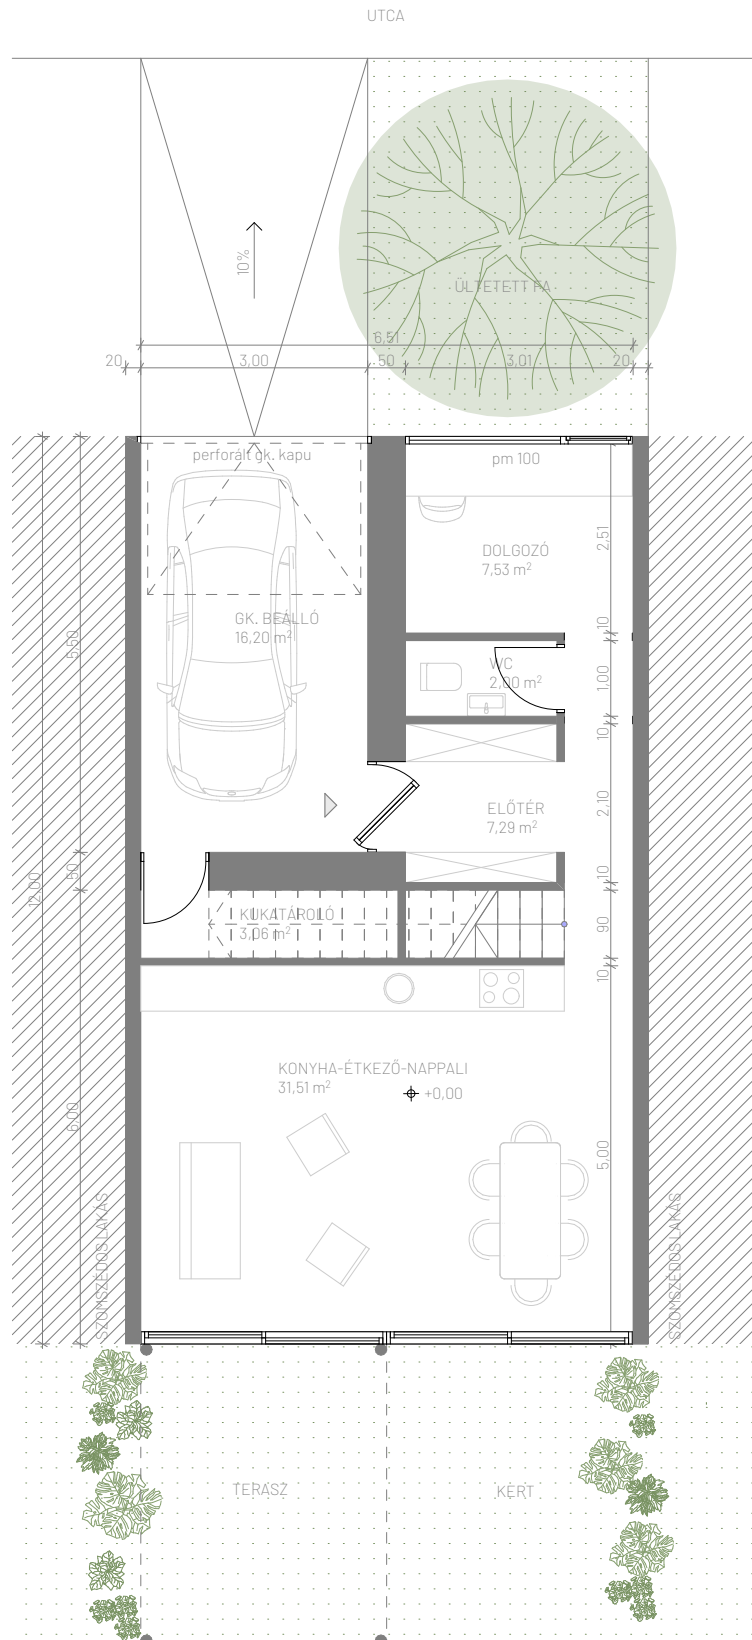 UTCA
10%
ÜLTETETT FA
6,51
20 3,00 50 3,01 20
perforált gk. kapu
pm 100
DOLGOZÓ
7,53 m²
2,51
GK. BEÁLLÓ
16,20 m²
5,50
10
WC
2,00 m²
1,00
10
ELŐTÉR
7,29 m²
2,10
12,00
50
10
KUKATÁROLÓ
3,06 m²
90
10
KONYHA-ÉTKEZŐ-NAPPALI
31,51 m²
+0,00
6,00
5,00
SZOMSZÉDOS LAKÁS
SZOMSZÉDOS LAKÁS
TERASZ
KERT